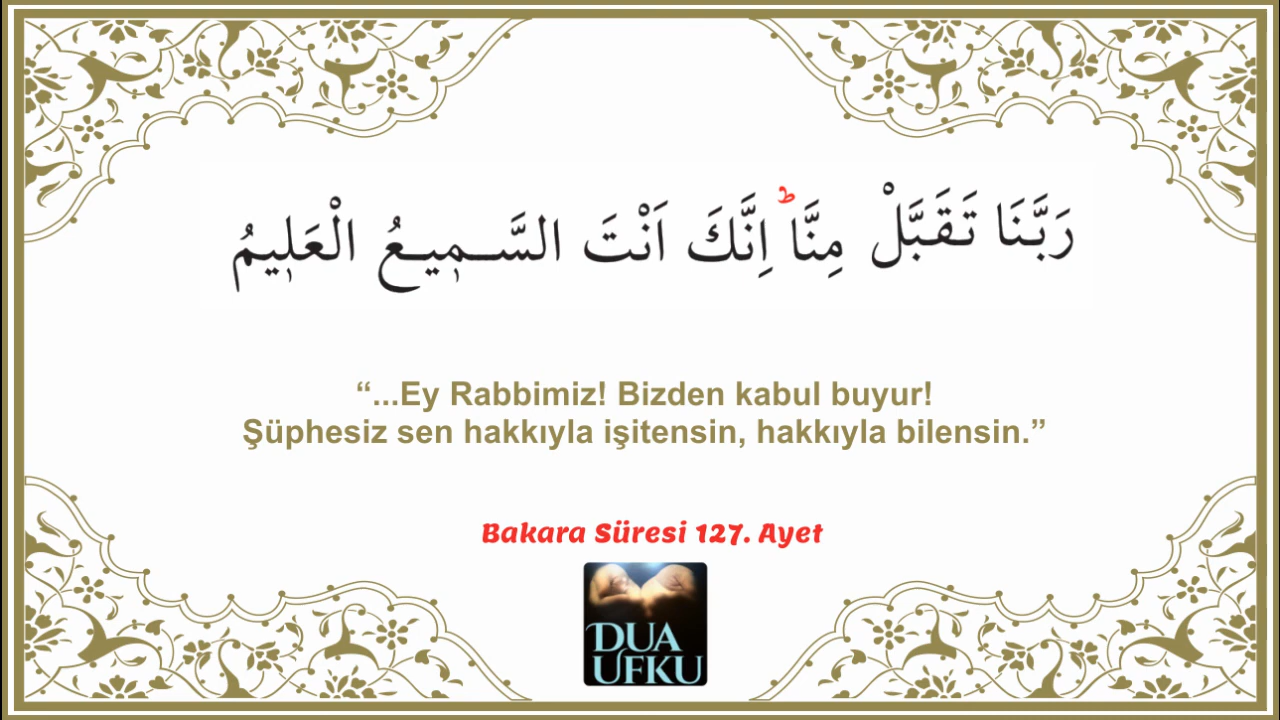 رَبَّنَا تَقَبَّلْ مِنَّاۜ اِنَّكَ اَنْتَ السَّمٖيعُ الْعَلٖيمُ
“...Ey Rabbimiz! Bizden kabul buyur!
Şüphesiz sen hakkıyla işitensin, hakkıyla bilensin.”
Bakara Süresi 127. Ayet
DUA
UFKU